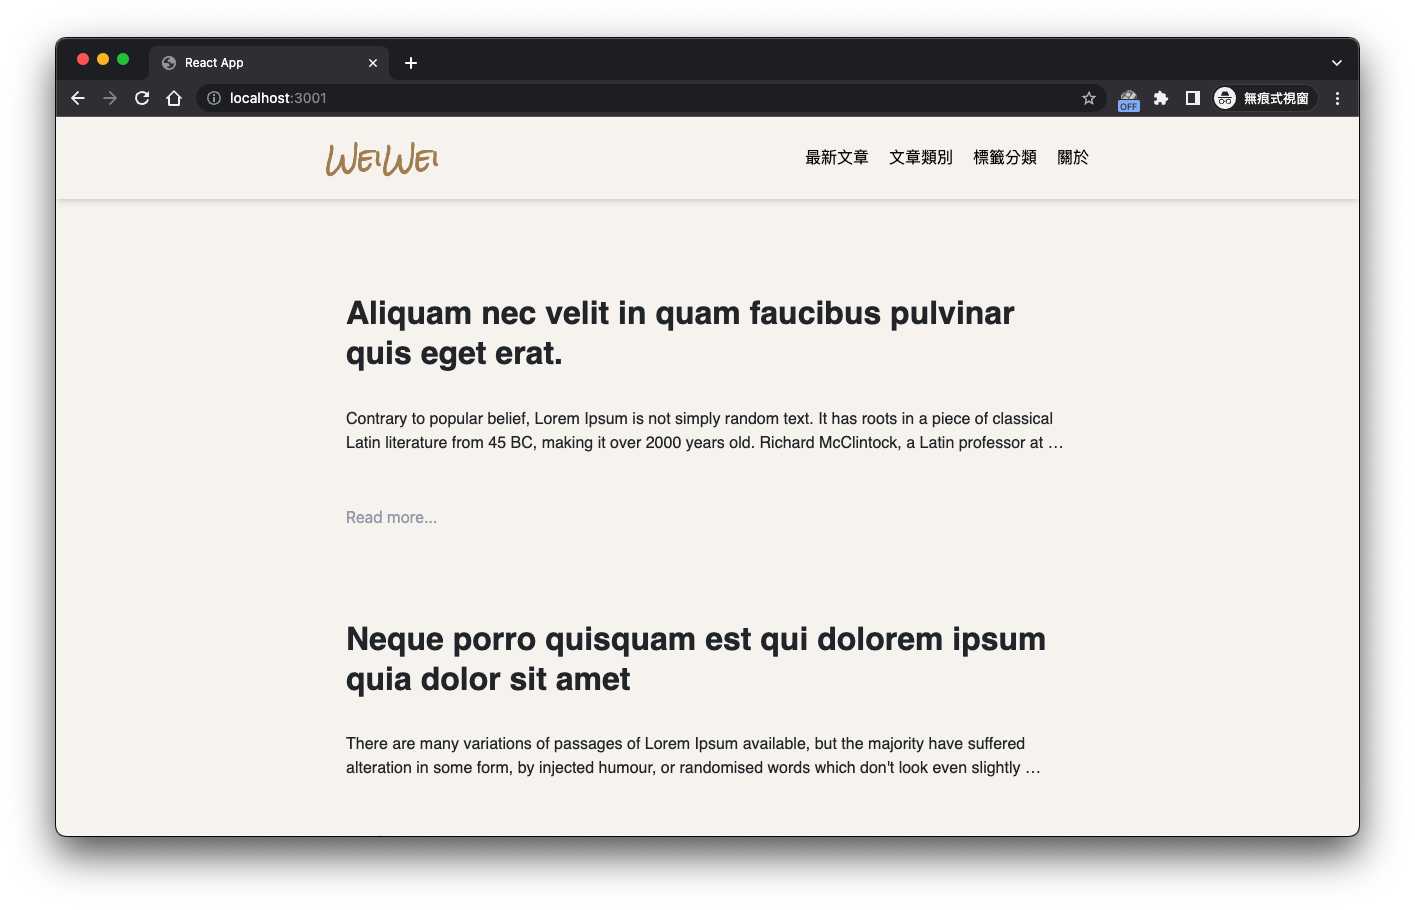 React App
localhost:3001
OFF
無痕式視窗
WeiWei
最新文章 文章類別 標籤分類 關於
Aliquam nec velit in quam faucibus pulvinar
quis eget erat.
Contrary to popular belief, Lorem Ipsum is not simply random text. It has roots in a piece of classical
Latin literature from 45 BC, making it over 2000 years old. Richard McClintock, a Latin professor at …
Read more...
Neque porro quisquam est qui dolorem ipsum
quia dolor sit amet
There are many variations of passages of Lorem Ipsum available, but the majority have suffered
alteration in some form, by injected humour, or randomised words which don't look even slightly …